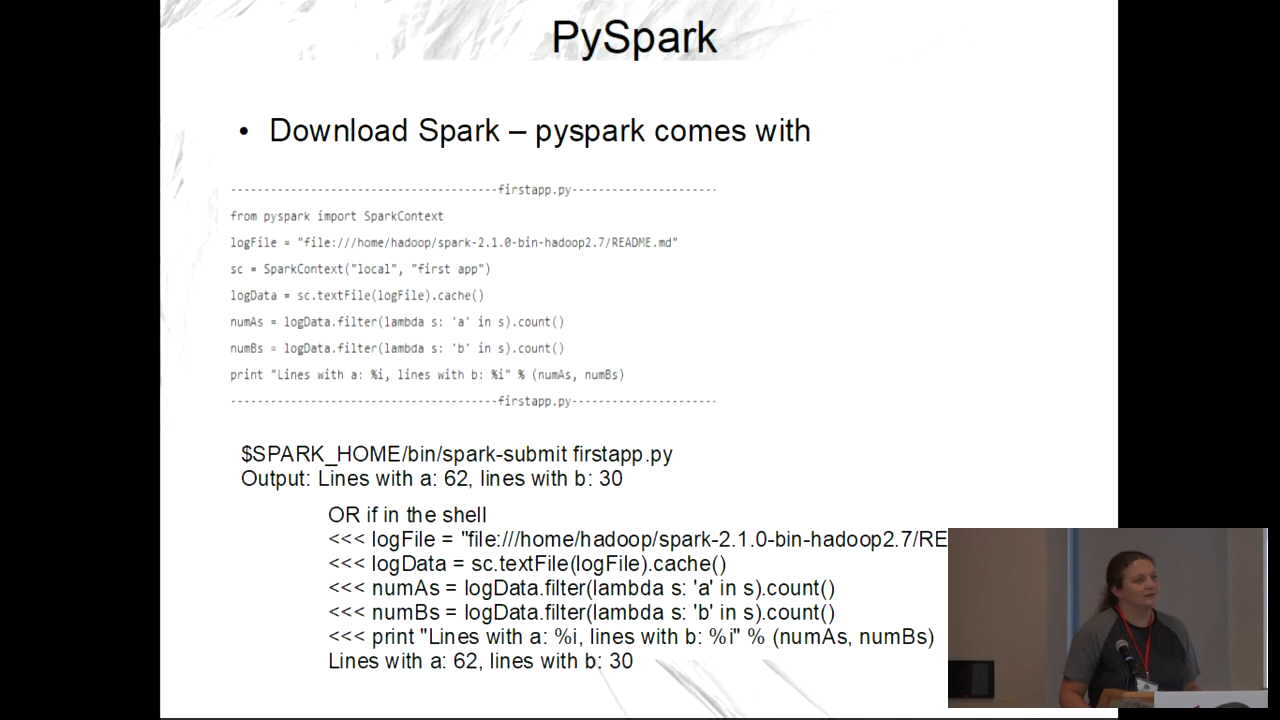 PySpark
• Download Spark – pyspark comes with
----------------------------------------firstapp.py----------------------
from pyspark import SparkContext
logFile = "file:///home/hadoop/spark-2.1.0-bin-hadoop2.7/README.md"
sc = SparkContext("local", "first app")
logData = sc.textFile(logFile).cache()
numAs = logData.filter(lambda s: 'a' in s).count()
numBs = logData.filter(lambda s: 'b' in s).count()
print "Lines with a: %i, lines with b: %i" % (numAs, numBs)
----------------------------------------firstapp.py----------------------
$SPARK_HOME/bin/spark-submit firstapp.py
Output: Lines with a: 62, lines with b: 30
OR if in the shell
<<< logFile = "file:///home/hadoop/spark-2.1.0-bin-hadoop2.7/RE
<<< logData = sc.textFile(logFile).cache()
<<< numAs = logData.filter(lambda s: 'a' in s).count()
<<< numBs = logData.filter(lambda s: 'b' in s).count()
<<< print "Lines with a: %i, lines with b: %i" % (numAs, numBs)
Lines with a: 62, lines with b: 30